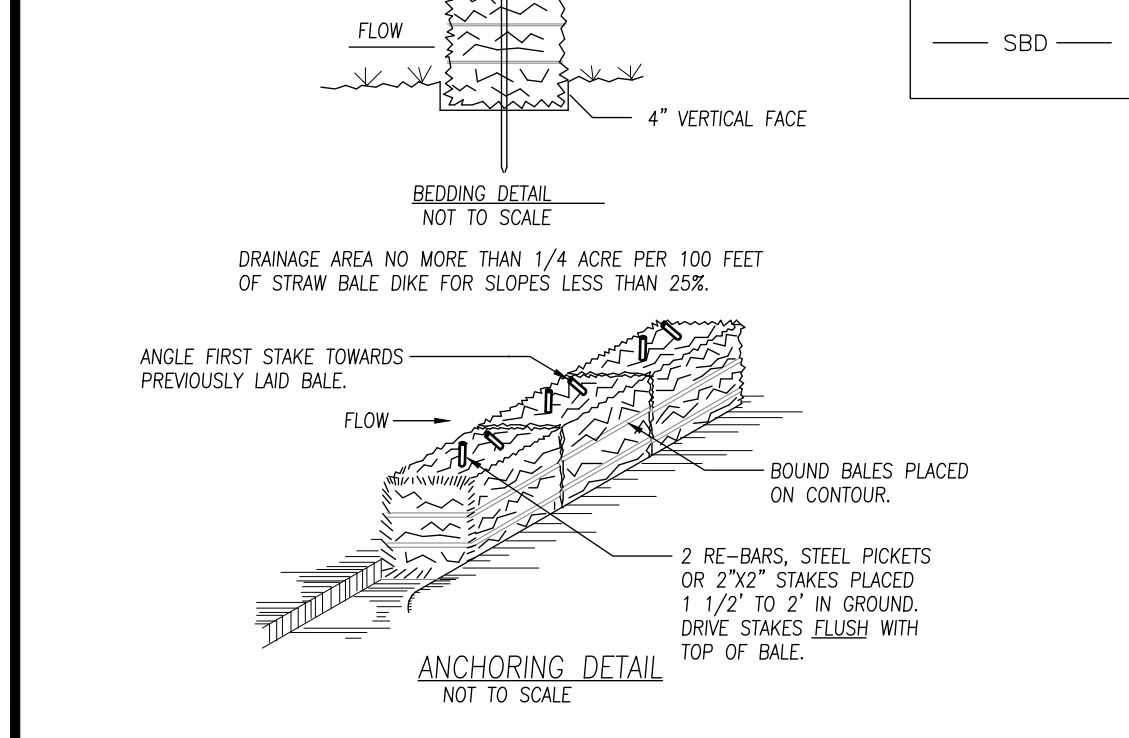 FLOW
SBD
4" VERTICAL FACE
BEDDING DETAIL
NOT TO SCALE
DRAINAGE AREA NO MORE THAN 1/4 ACRE PER 100 FEET
OF STRAW BALE DIKE FOR SLOPES LESS THAN 25%.
ANGLE FIRST STAKE TOWARDS
PREVIOUSLY LAID BALE.
FLOW
BOUND BALES PLACED
ON CONTOUR.
2 RE-BARS, STEEL PICKETS
OR 2"X2" STAKES PLACED
1 1/2' TO 2' IN GROUND.
DRIVE STAKES FLUSH WITH
TOP OF BALE.
ANCHORING DETAIL
NOT TO SCALE